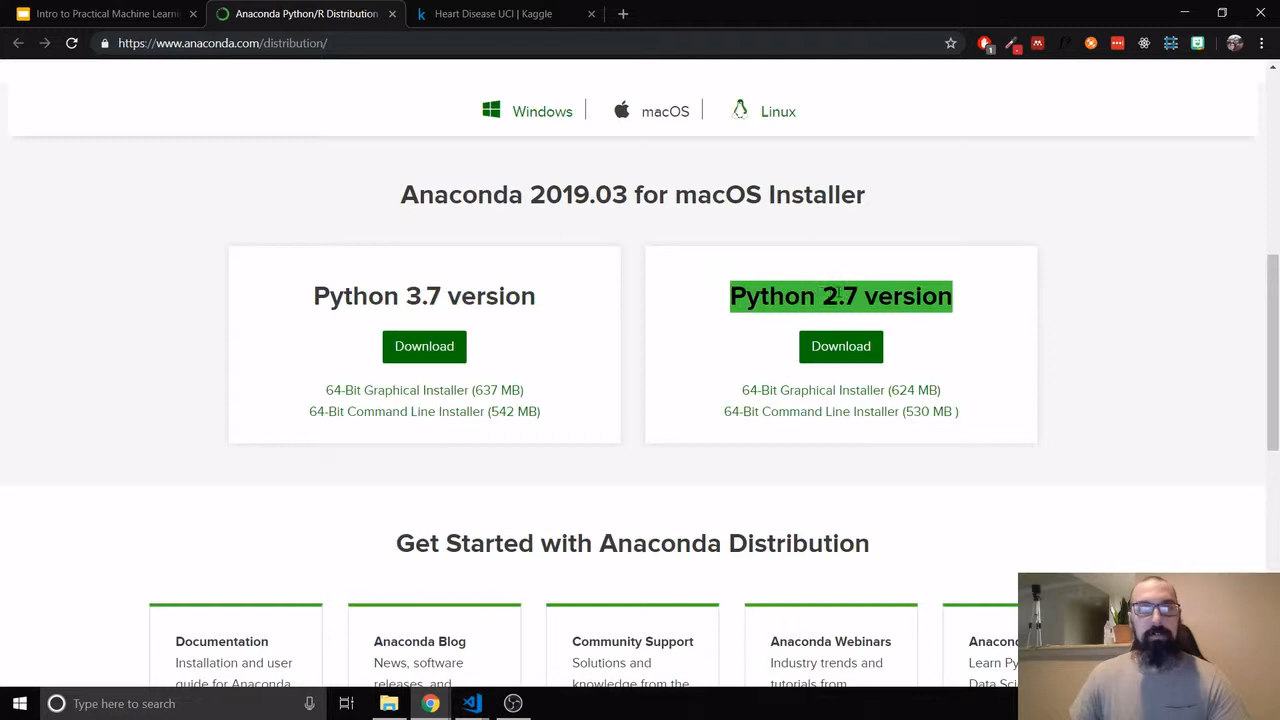 Intro to Practical Machine Learni
Anaconda Python/R Distribution
Heart Disease UCI | Kaggle
https://www.anaconda.com/distribution/
Windows
macOS
Linux
Anaconda 2019.03 for macOS Installer
Python 3.7 version
Download
64-Bit Graphical Installer (637 MB)
64-Bit Command Line Installer (542 MB)
Python 2.7 version
Download
64-Bit Graphical Installer (624 MB)
64-Bit Command Line Installer (530 MB )
Get Started with Anaconda Distribution
Documentation
Installation and user
guide for Anaconda
Anaconda Blog
News, software
releases, and
Community Support
Solutions and
knowledge from the
Anaconda Webinars
Industry trends and
tutorials from
Anacon
Learn Py
Data Sci
Type here to search